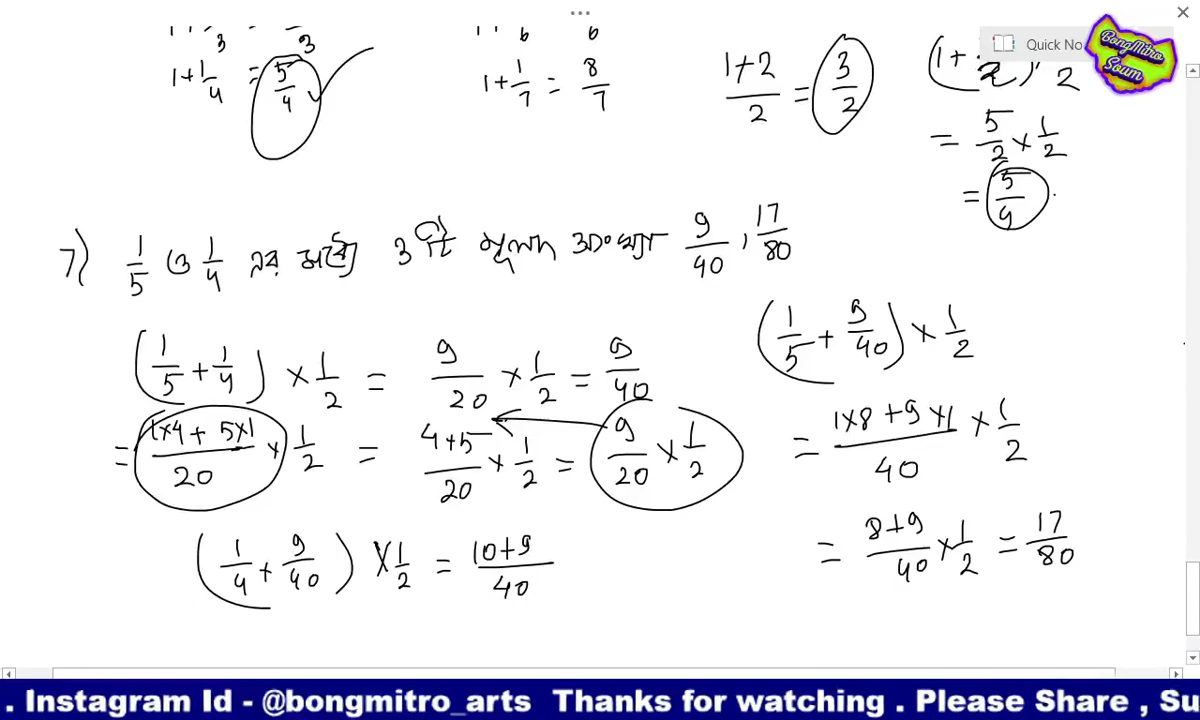 1+1/4 = 5/4
1+1/7 = 8/7
1+2/2 = 3/2
Quick No
BongMitro
Soum
= 5/2 × 1/2
= 5/4
7) 1/5 ও 1/4 এর মধ্যে 3 টি মূলদ সংখ্যা 9/40 , 17/80
(1/5 + 1/4) × 1/2 = 9/20 × 1/2 = 9/40
= (1×4 + 5×1)/20 × 1/2 = (4+5)/20 × 1/2 = 9/20 × 1/2
(1/4 + 9/40) × 1/2 = (10+9)/40
(1/5 + 9/40) × 1/2
= (1×8 + 9×1)/40 × 1/2
= (8+9)/40 × 1/2 = 17/80
. Instagram Id - @bongmitro_arts Thanks for watching . Please Share , Su